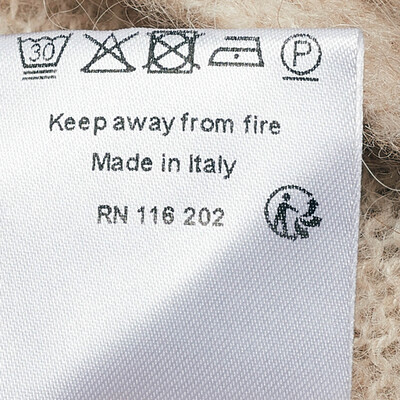 30 P
Keep away from fire
Made in Italy
RN 116 202